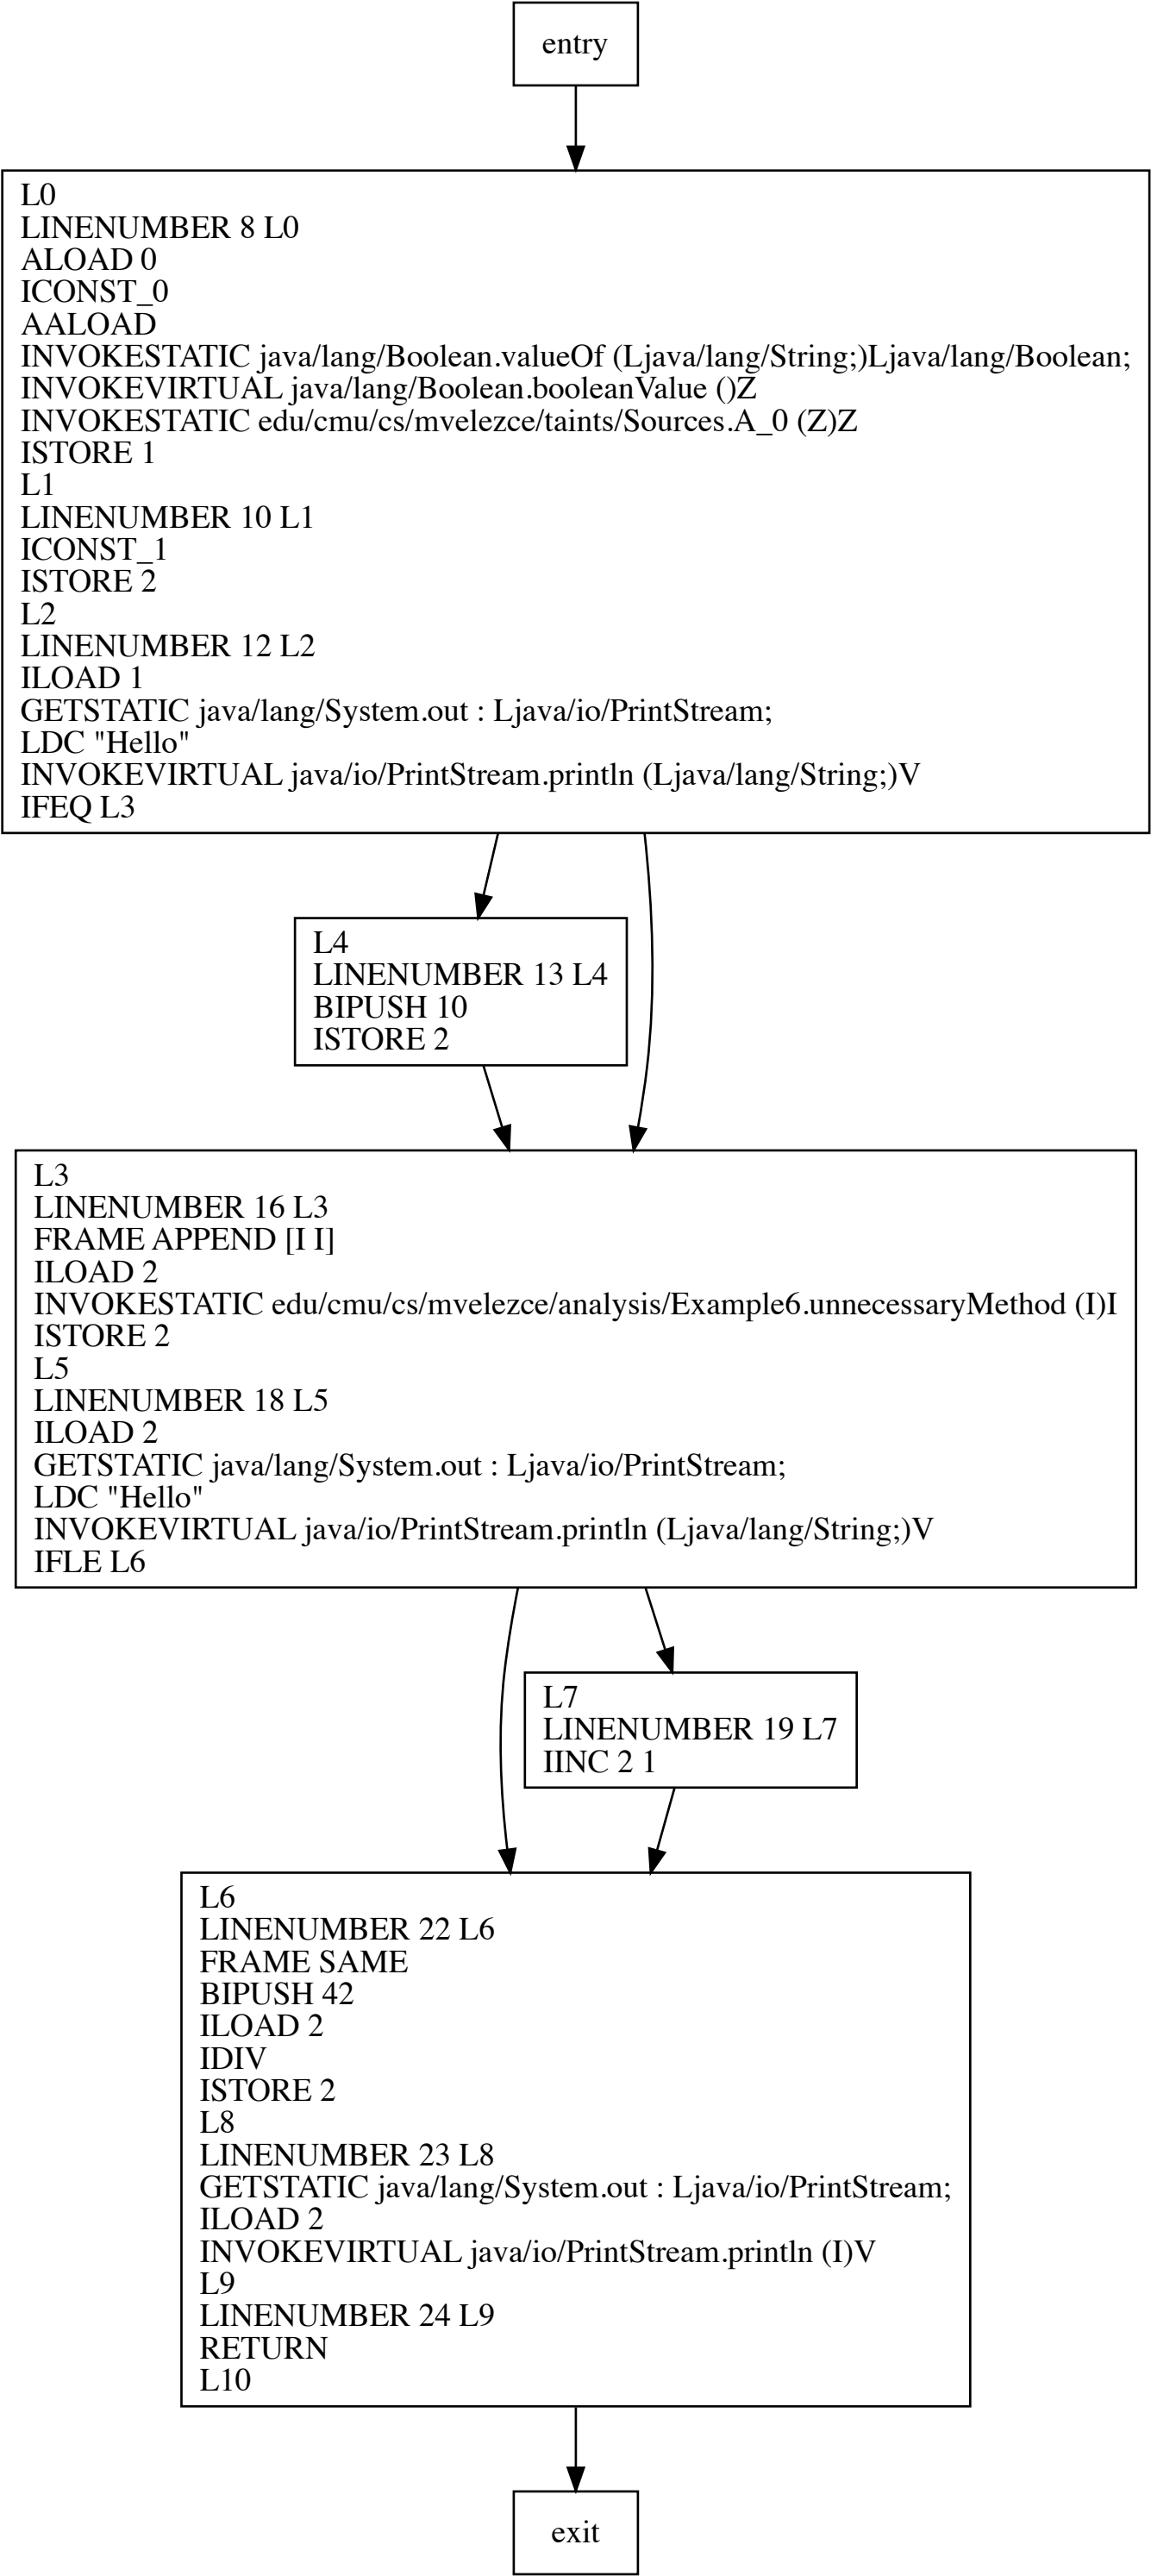 entry
L0
LINENUMBER 8 L0
ALOAD 0
ICONST_0
AALOAD
INVOKESTATIC java/lang/Boolean.valueOf (Ljava/lang/String;)Ljava/lang/Boolean;
INVOKEVIRTUAL java/lang/Boolean.booleanValue ()Z
INVOKESTATIC edu/cmu/cs/mvelezce/taints/Sources.A_0 (Z)Z
ISTORE 1
L1
LINENUMBER 10 L1
ICONST_1
ISTORE 2
L2
LINENUMBER 12 L2
ILOAD 1
GETSTATIC java/lang/System.out : Ljava/io/PrintStream;
LDC "Hello"
INVOKEVIRTUAL java/io/PrintStream.println (Ljava/lang/String;)V
IFEQ L3
L4
LINENUMBER 13 L4
BIPUSH 10
ISTORE 2
L3
LINENUMBER 16 L3
FRAME APPEND [I I]
ILOAD 2
INVOKESTATIC edu/cmu/cs/mvelezce/analysis/Example6.unnecessaryMethod (I)I
ISTORE 2
L5
LINENUMBER 18 L5
ILOAD 2
GETSTATIC java/lang/System.out : Ljava/io/PrintStream;
LDC "Hello"
INVOKEVIRTUAL java/io/PrintStream.println (Ljava/lang/String;)V
IFLE L6
L7
LINENUMBER 19 L7
IINC 2 1
L6
LINENUMBER 22 L6
FRAME SAME
BIPUSH 42
ILOAD 2
IDIV
ISTORE 2
L8
LINENUMBER 23 L8
GETSTATIC java/lang/System.out : Ljava/io/PrintStream;
ILOAD 2
INVOKEVIRTUAL java/io/PrintStream.println (I)V
L9
LINENUMBER 24 L9
RETURN
L10
exit